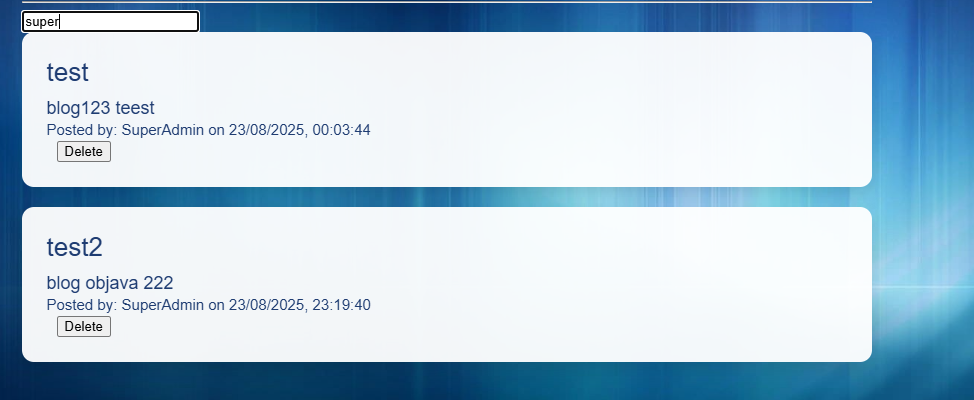 super
test
blog123 teest
Posted by: SuperAdmin on 23/08/2025, 00:03:44
Delete
test2
blog objava 222
Posted by: SuperAdmin on 23/08/2025, 23:19:40
Delete